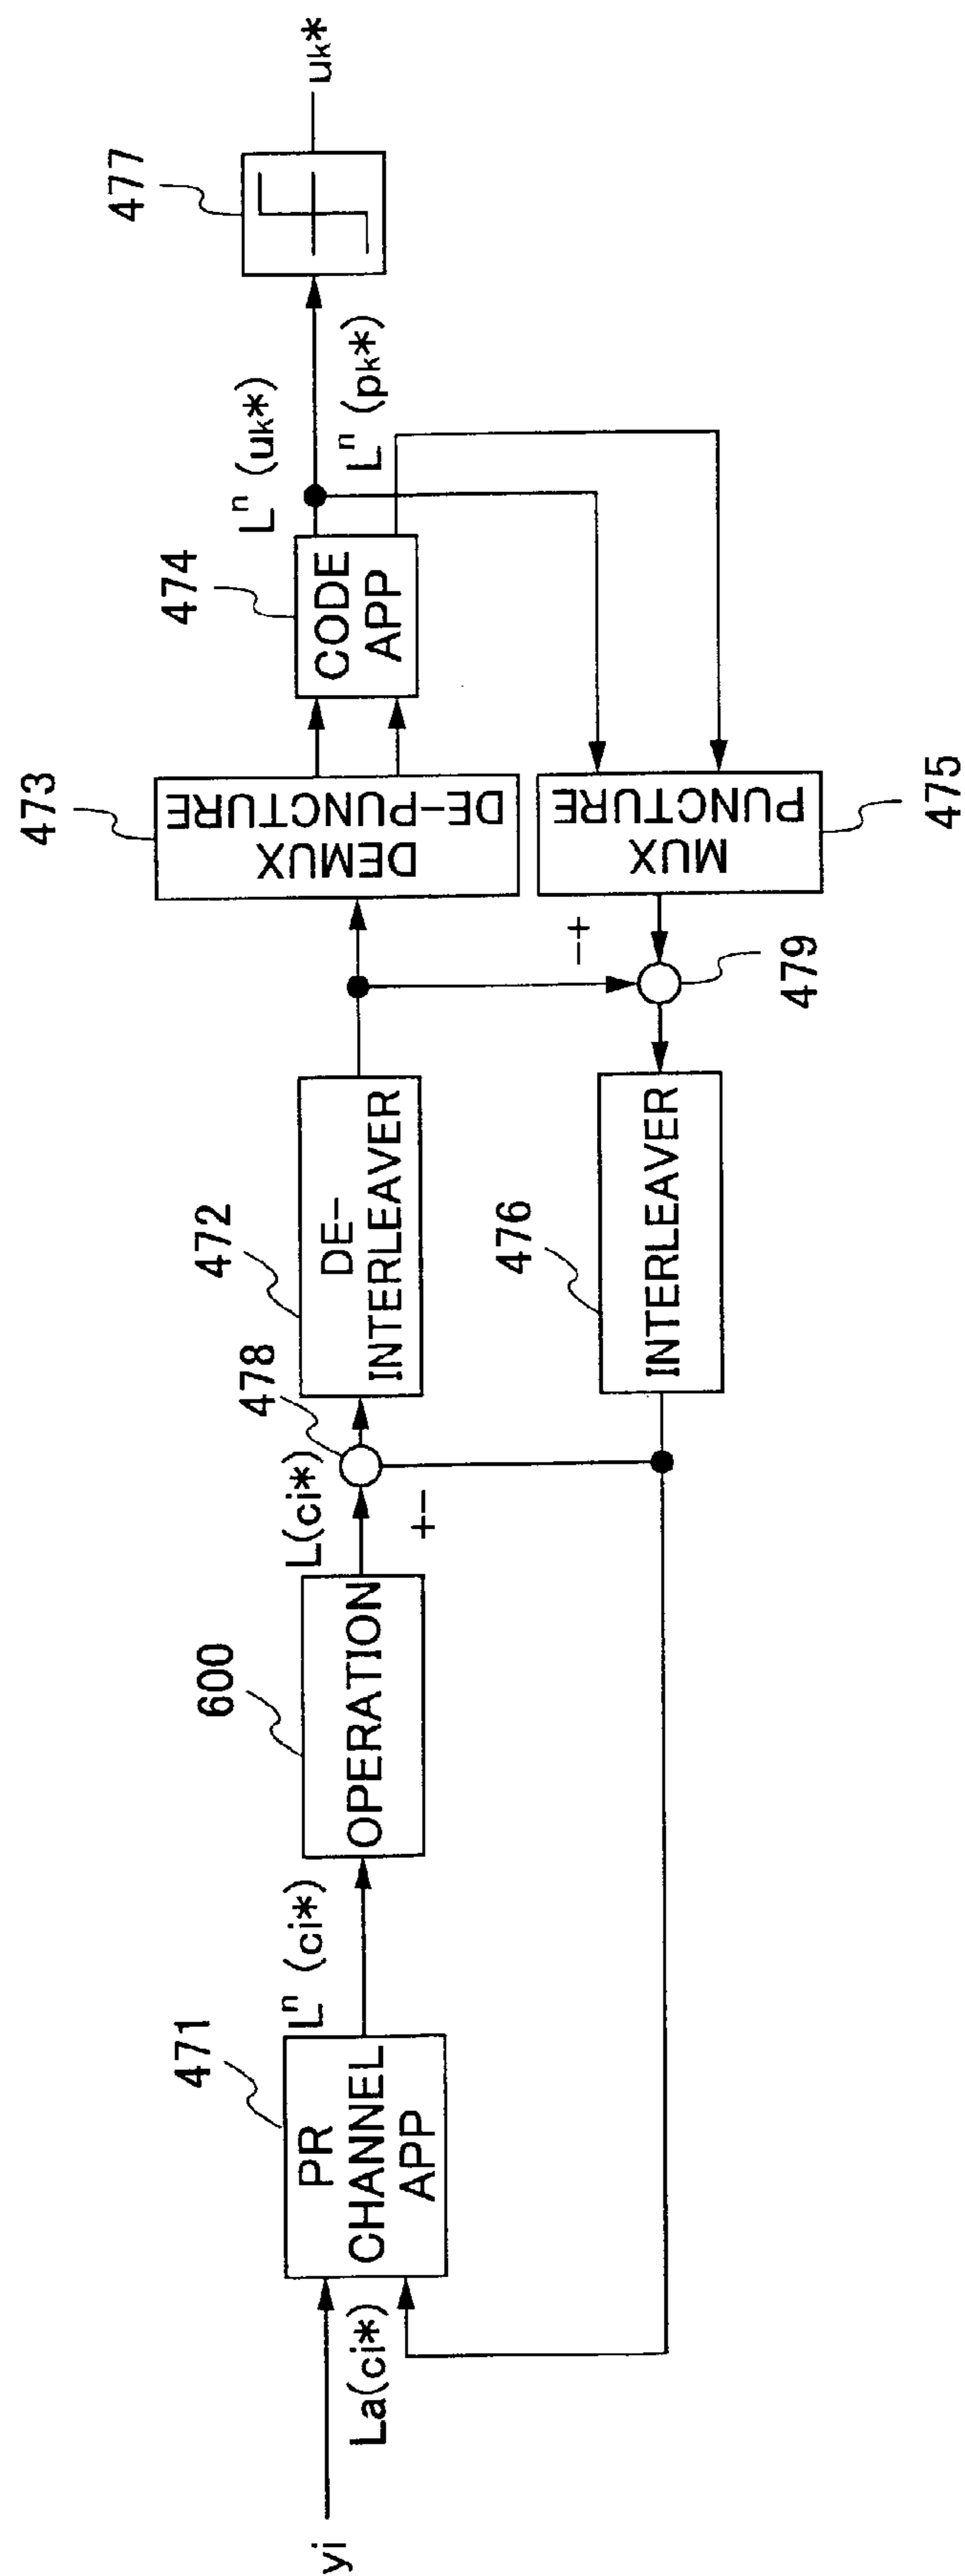 yi
La(ci*)
471
PR
CHANNEL
APP
Lⁿ (ci*)
600
OPERATION
L(ci*)
+−
478
472
DE-
INTERLEAVER
473
DEMUX
DE-PUNCTURE
474
CODE
APP
Lⁿ (uk*)
Lⁿ (pk*)
477
uk*
476
INTERLEAVER
−+
479
MUX
PUNCTURE
475